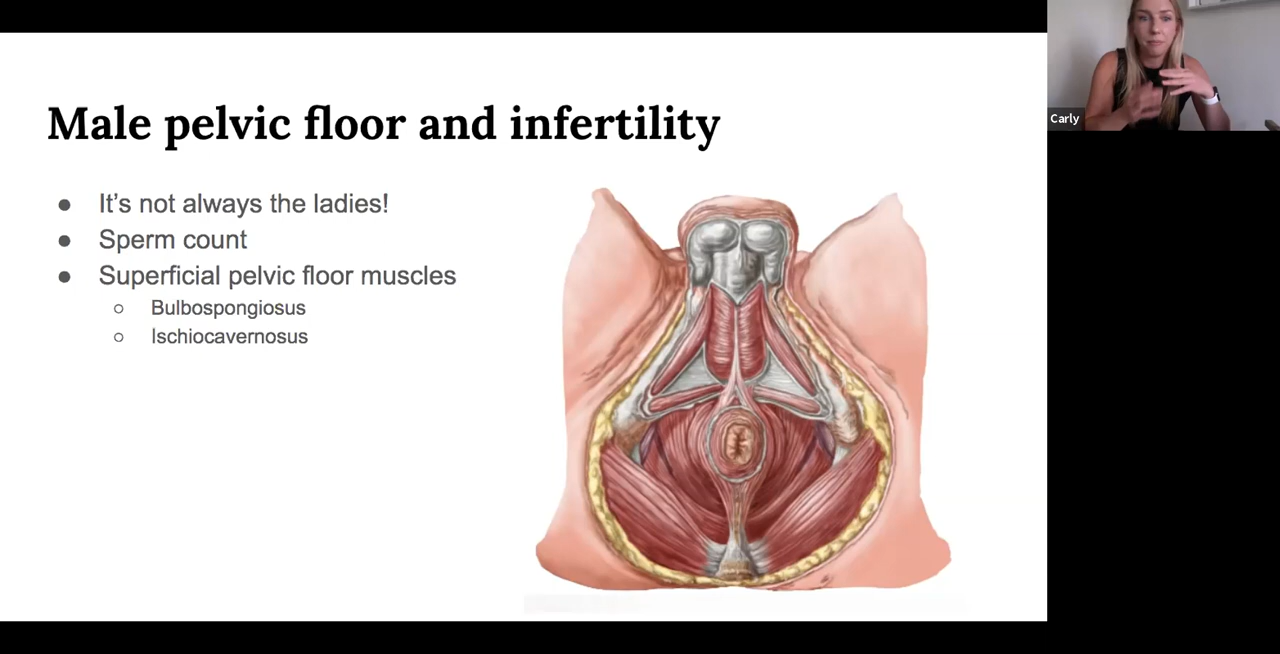 Male pelvic floor and infertility
● It’s not always the ladies!
● Sperm count
● Superficial pelvic floor muscles
○ Bulbospongiosus
○ Ischiocavernosus
Carly